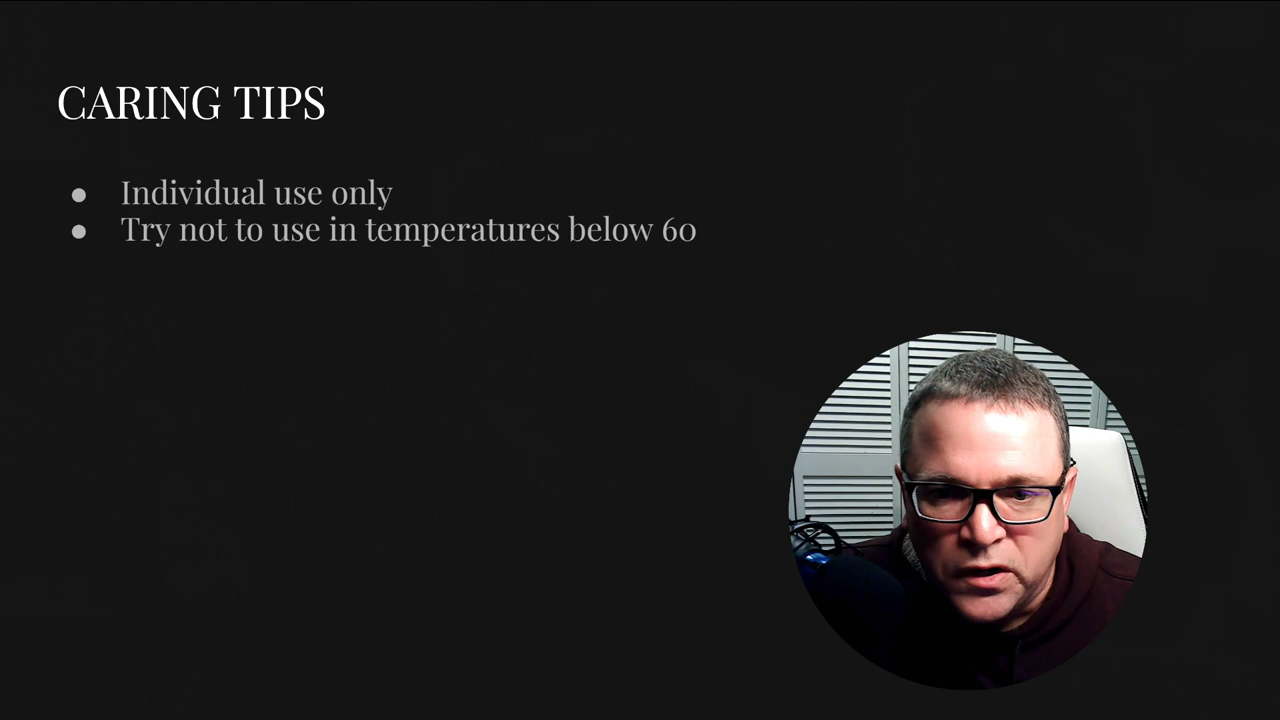 CARING TIPS
● Individual use only
● Try not to use in temperatures below 60